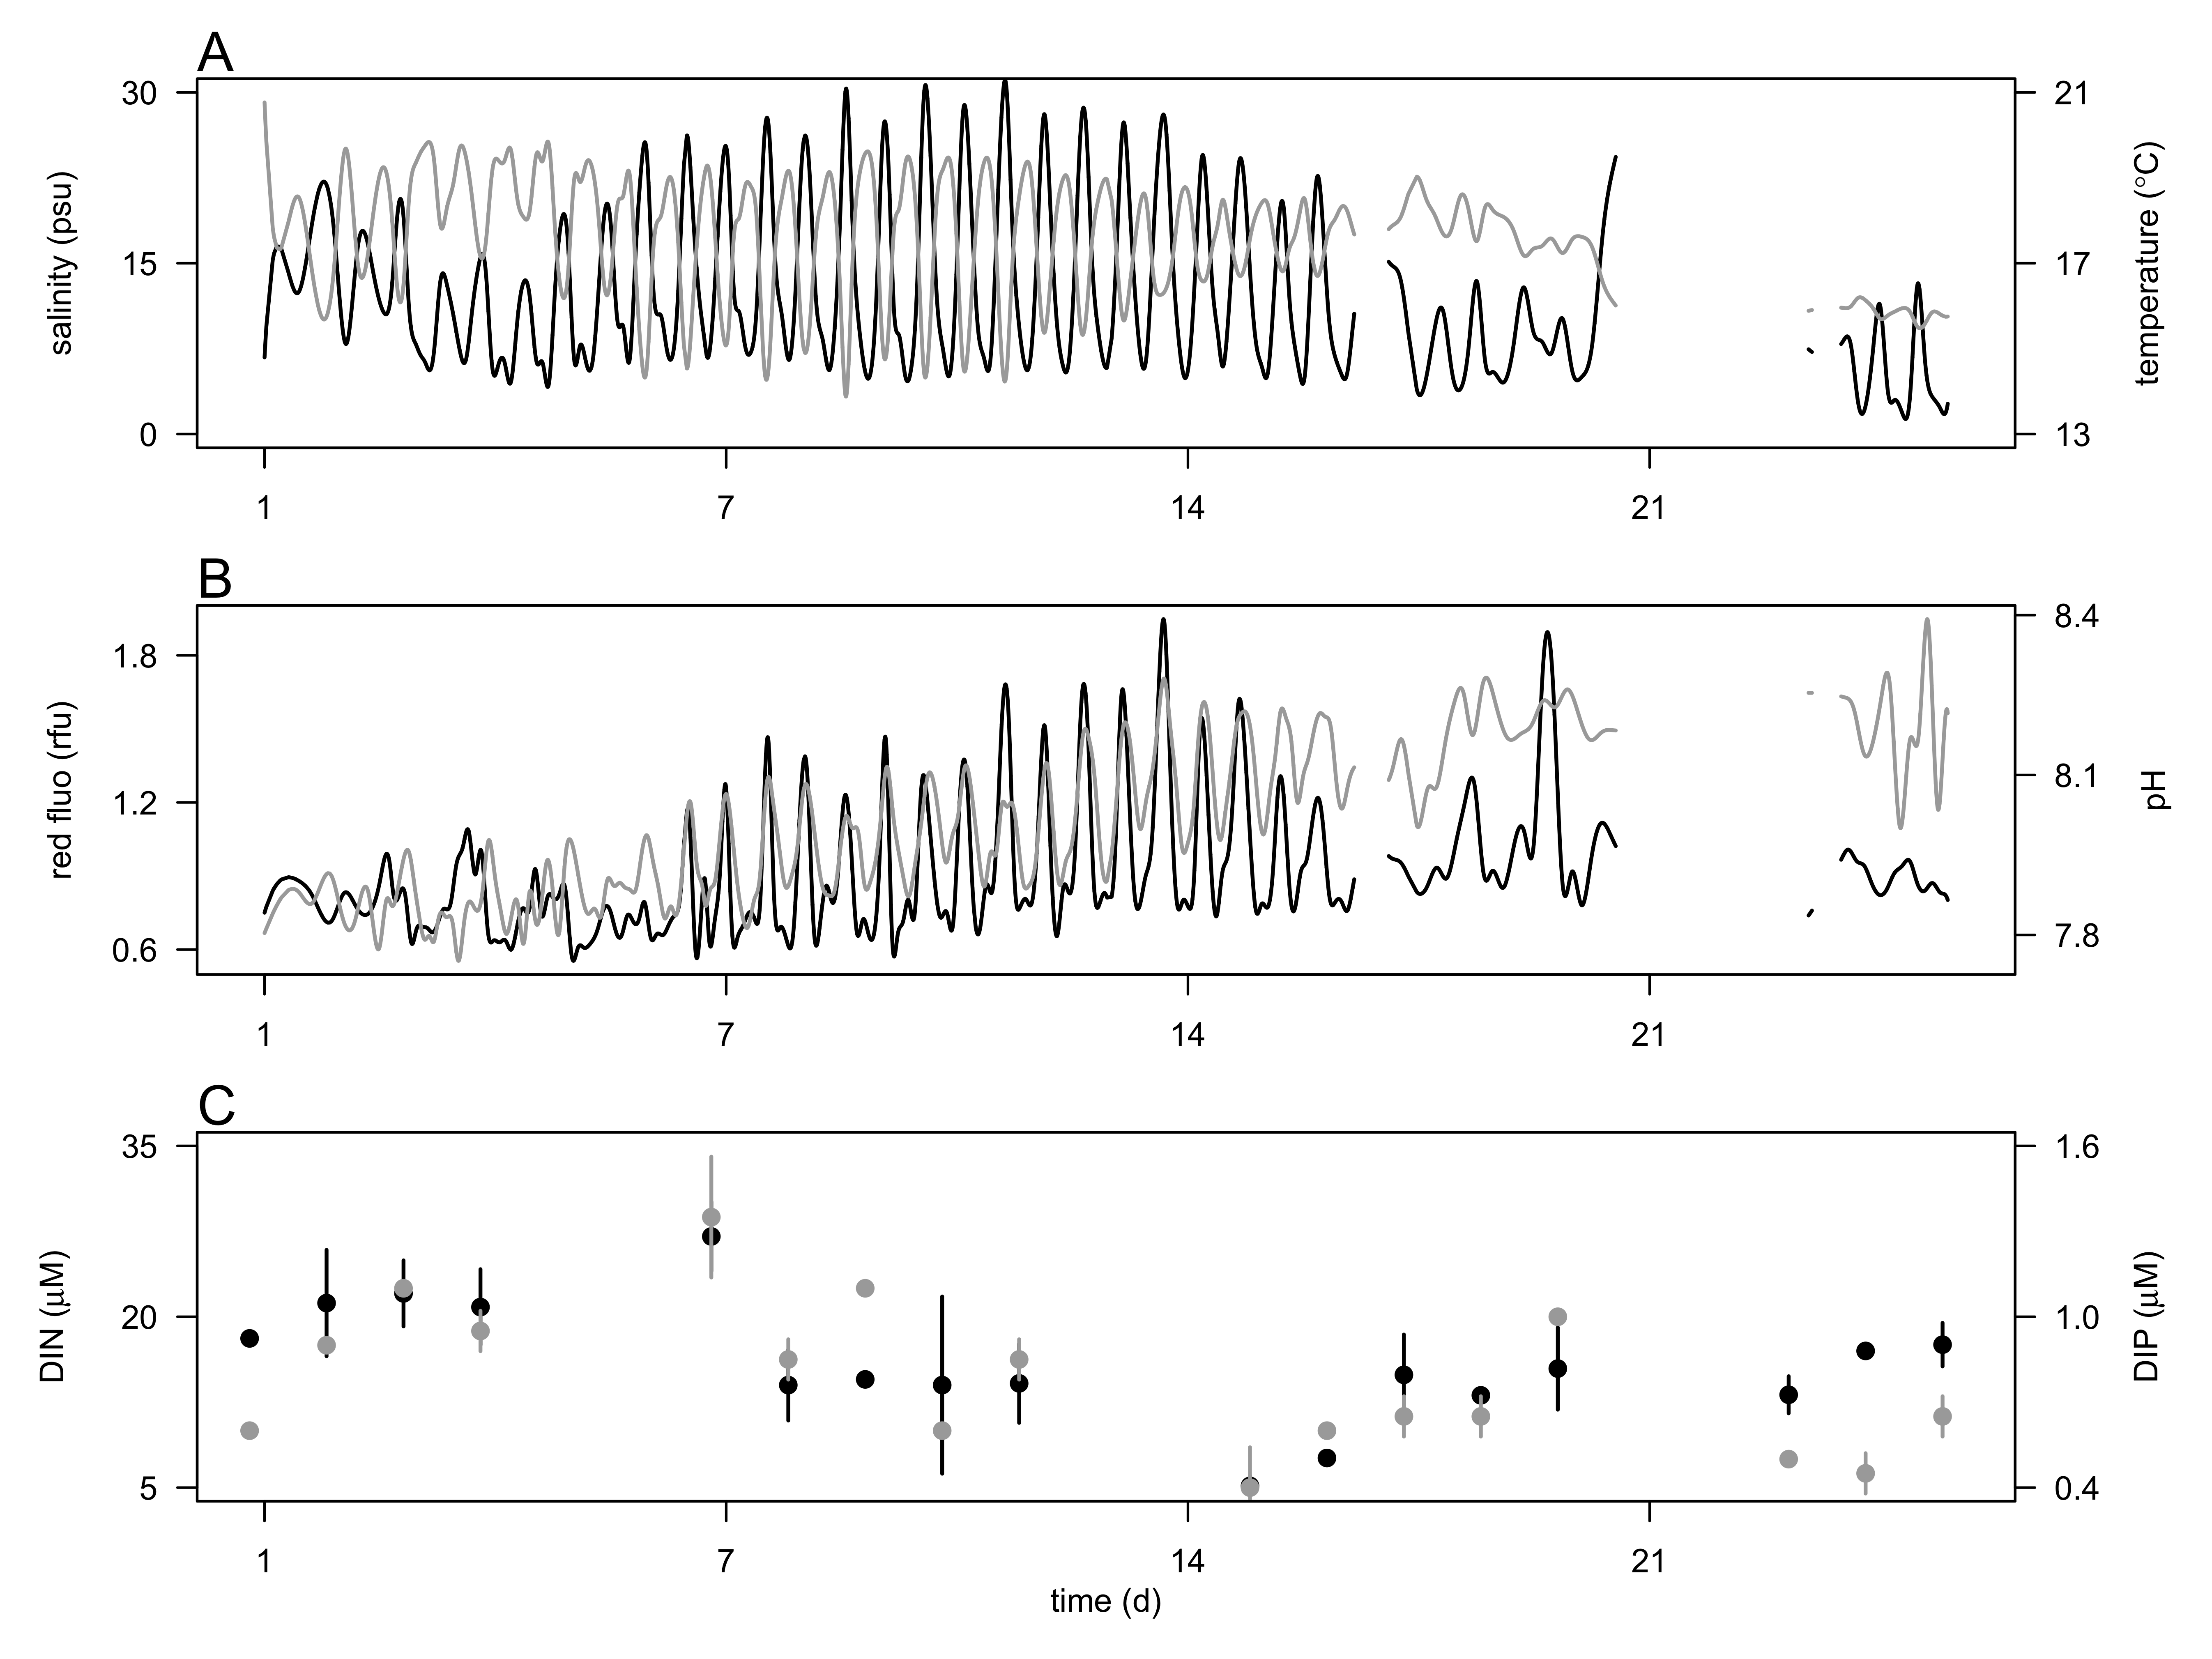 A
30
15
0
salinity (psu)
21
17
13
temperature (°C)
1 7 14 21
B
1.8
1.2
0.6
red fluo (rfu)
8.4
8.1
7.8
pH
1 7 14 21
C
35
20
5
DIN (μM)
1.6
1.0
0.4
DIP (μM)
1 7 14 21
time (d)